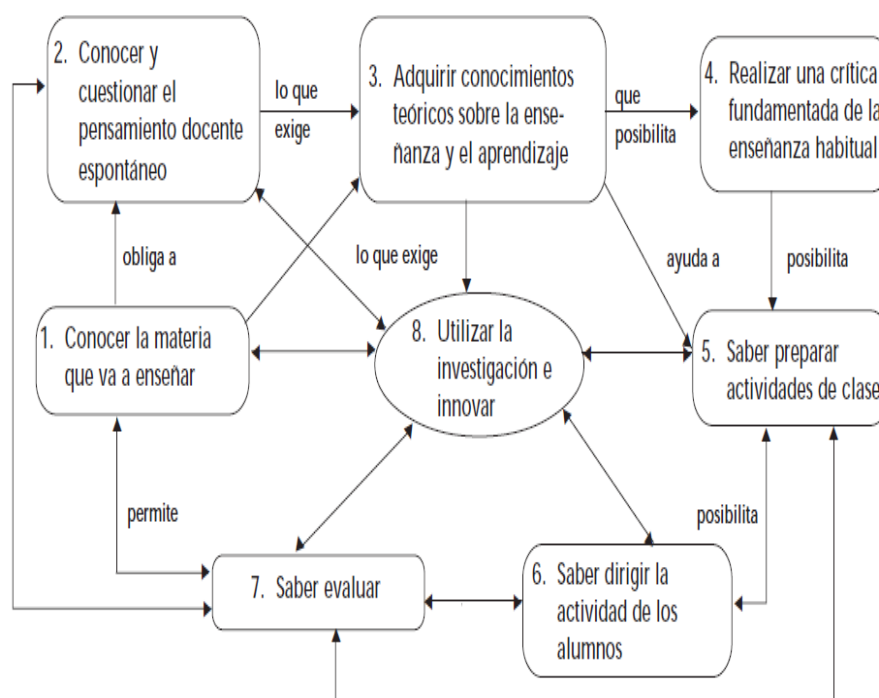 2. Conocer y
cuestionar el
pensamiento docente
espontáneo
lo que
exige
3. Adquirir conocimientos
teóricos sobre la ense-
ñanza y el aprendizaje
que
posibilita
4. Realizar una crítica
fundamentada de la
enseñanza habitual
obliga a
lo que exige
ayuda a
posibilita
1. Conocer la materia
que va a enseñar
8. Utilizar la
investigación e
innovar
5. Saber preparar
actividades de clase
permite
posibilita
7. Saber evaluar
6. Saber dirigir la
actividad de los
alumnos